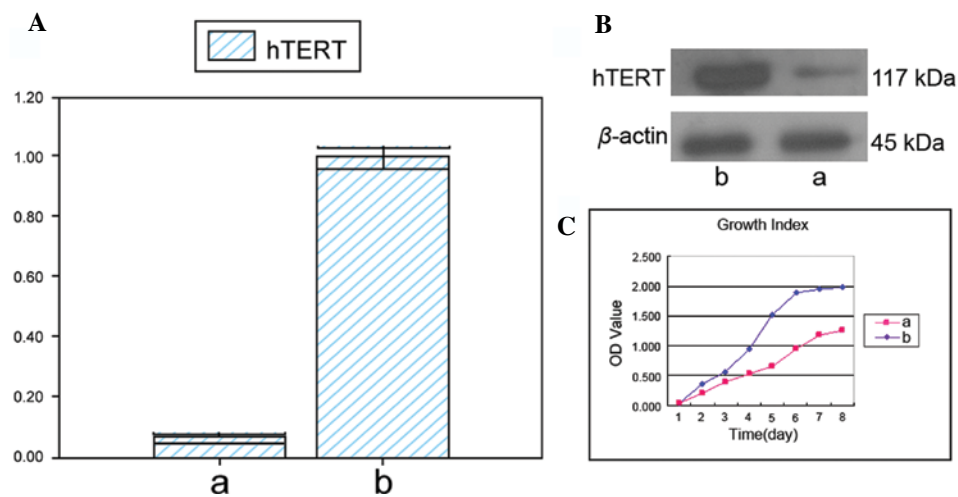 A
hTERT
1.20
1.00
0.80
0.60
0.40
0.20
0.00
a
b
B
hTERT
117 kDa
β-actin
45 kDa
b
a
C
Growth Index
OD Value
2.500
2.000
1.500
1.000
0.500
0.000
1 2 3 4 5 6 7 8
Time(day)
a
b